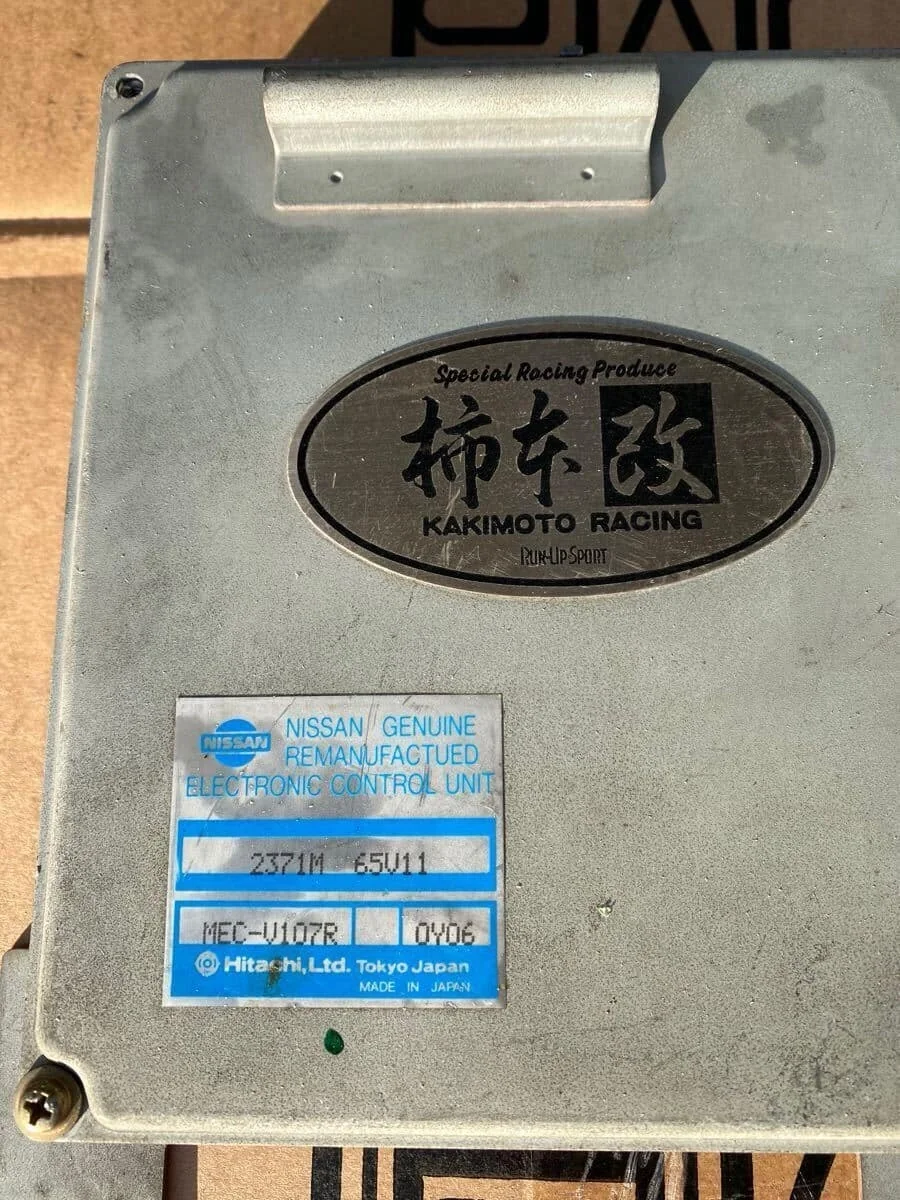 Special Racing Produce
柿本改
KAKIMOTO RACING
RUN-UP SPORT
NISSAN
NISSAN GENUINE
REMANUFACTUED
ELECTRONIC CONTROL UNIT
2371M 65V11
MEC-V107R 0Y06
Hitachi, Ltd. Tokyo Japan
MADE IN JAPAN